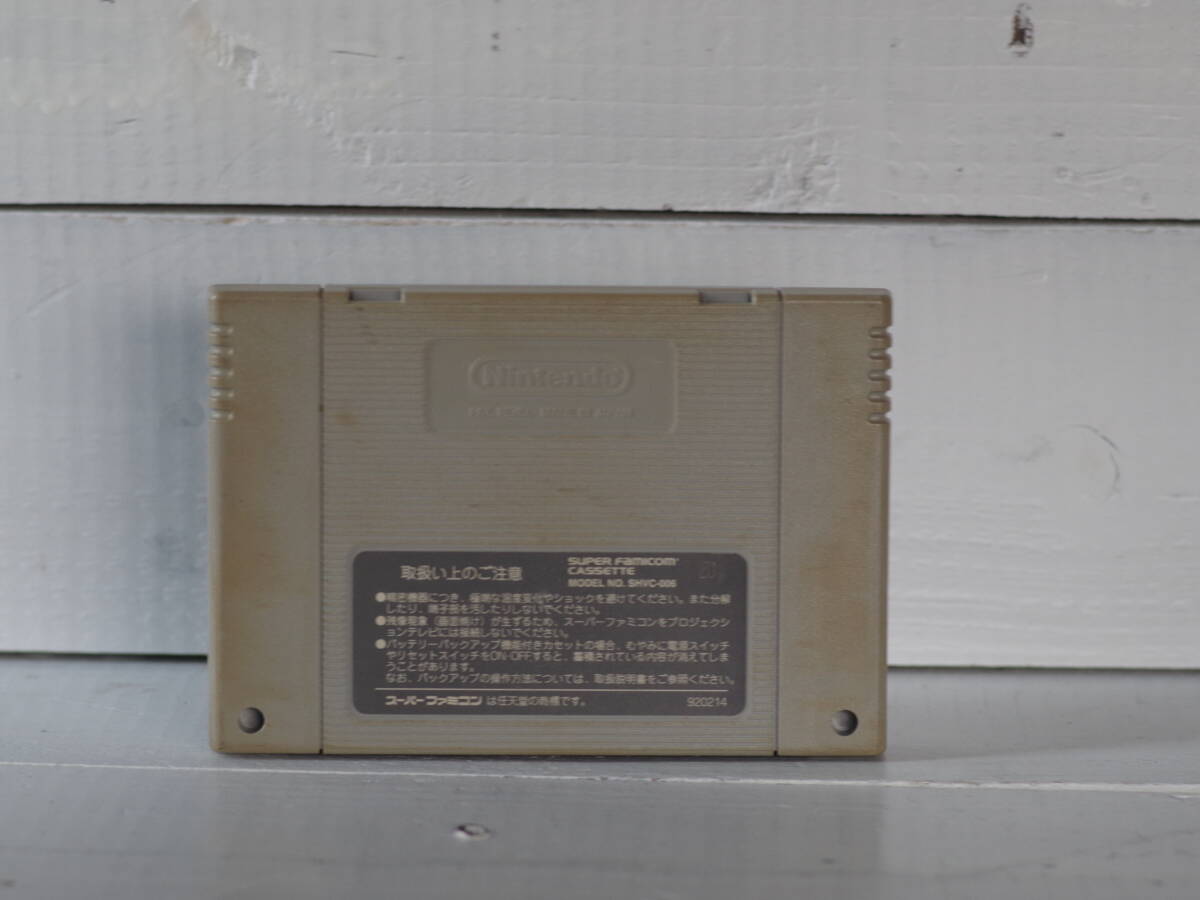 Nintendo
取扱い上のご注意
SUPER FAMICOM
CASSETTE
MODEL NO. SHVC-006
●精密機器につき、極端な温度変化やショックを避けてください。また分解
したり、端子部を汚したりしないでください。
●残像現象(画面焼け)が生ずるため、スーパーファミコンをプロジェクシ
ョンテレビには接続しないでください。
●バッテリーバックアップ機能付きカセットの場合、むやみに電源スイッチ
やリセットスイッチをON・OFFすると、蓄積されている内容が消えてしま
うことがあります。
なお、バックアップの操作方法については、取扱説明書をご参照ください。
スーパーファミコンは任天堂の商標です。 920214